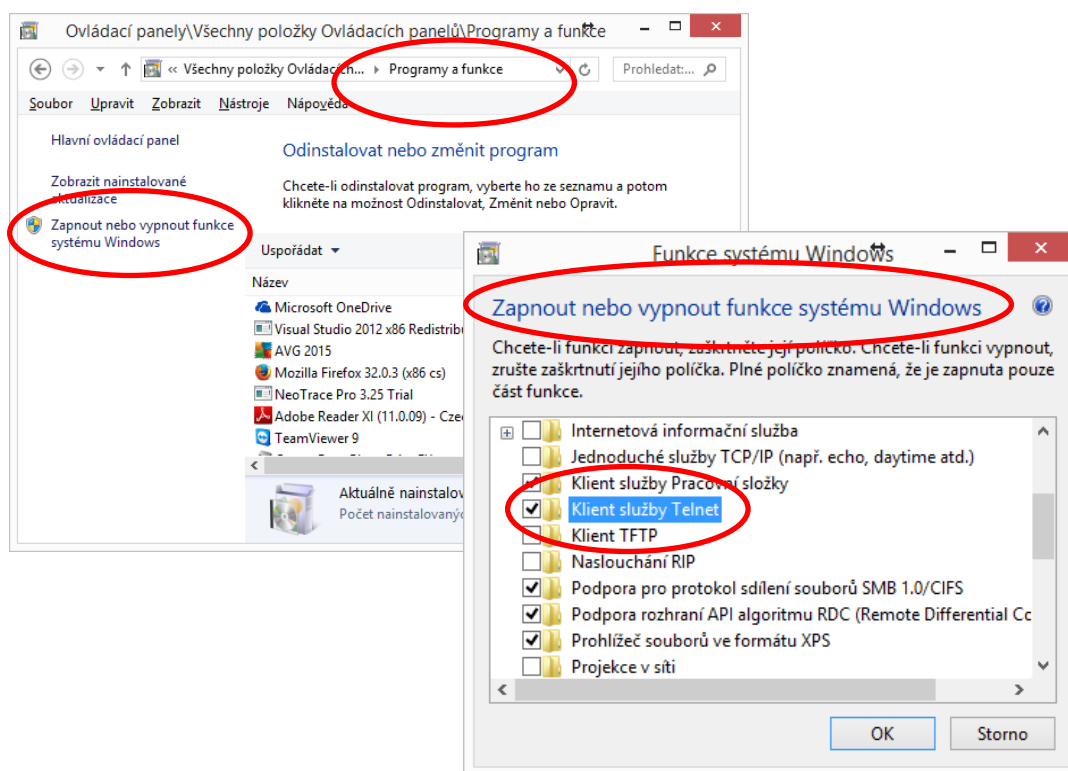 Ovládací panely\Všechny položky Ovládacích panelů\Programy a funkce
« Všechny položky Ovládacích... Programy a funkce Prohledat:...
Soubor Upravit Zobrazit Nástroje Nápověda
Hlavní ovládací panel
Zobrazit nainstalované
aktualizace
Zapnout nebo vypnout funkce
systému Windows
Odinstalovat nebo změnit program
Chcete-li odinstalovat program, vyberte ho ze seznamu a potom
klikněte na možnost Odinstalovat, Změnit nebo Opravit.
Uspořádat
Název
Microsoft OneDrive
Visual Studio 2012 x86 Redistribu
AVG 2015
Mozilla Firefox 32.0.3 (x86 cs)
NeoTrace Pro 3.25 Trial
Adobe Reader XI (11.0.09) - Cze
TeamViewer 9
Aktuálně nainstalov
Počet nainstalovaný
Funkce systému Windows
Zapnout nebo vypnout funkce systému Windows
Chcete-li funkci zapnout, zaškrtněte její políčko. Chcete-li funkci vypnout,
zrušte zaškrtnutí jejího políčka. Plné políčko znamená, že je zapnuta pouze
část funkce.
Internetová informační služba
Jednoduché služby TCP/IP (např. echo, daytime atd.)
Klient služby Pracovní složky
Klient služby Telnet
Klient TFTP
Naslouchání RIP
Podpora pro protokol sdílení souborů SMB 1.0/CIFS
Podpora rozhraní API algoritmu RDC (Remote Differential Co
Prohlížeč souborů ve formátu XPS
Projekce v síti
OK Storno